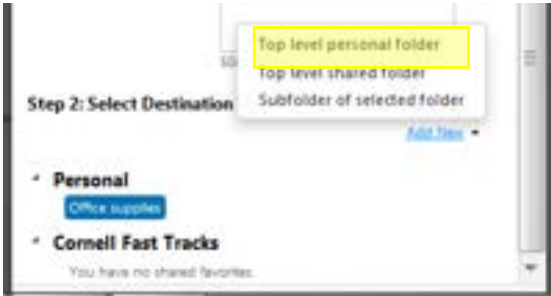 Top level personal folder
Top level shared folder
Subfolder of selected folder
Step 2: Select Destination
Add New
Personal
Office supplies
Cornell Fast Tracks
You have no shared favorites.